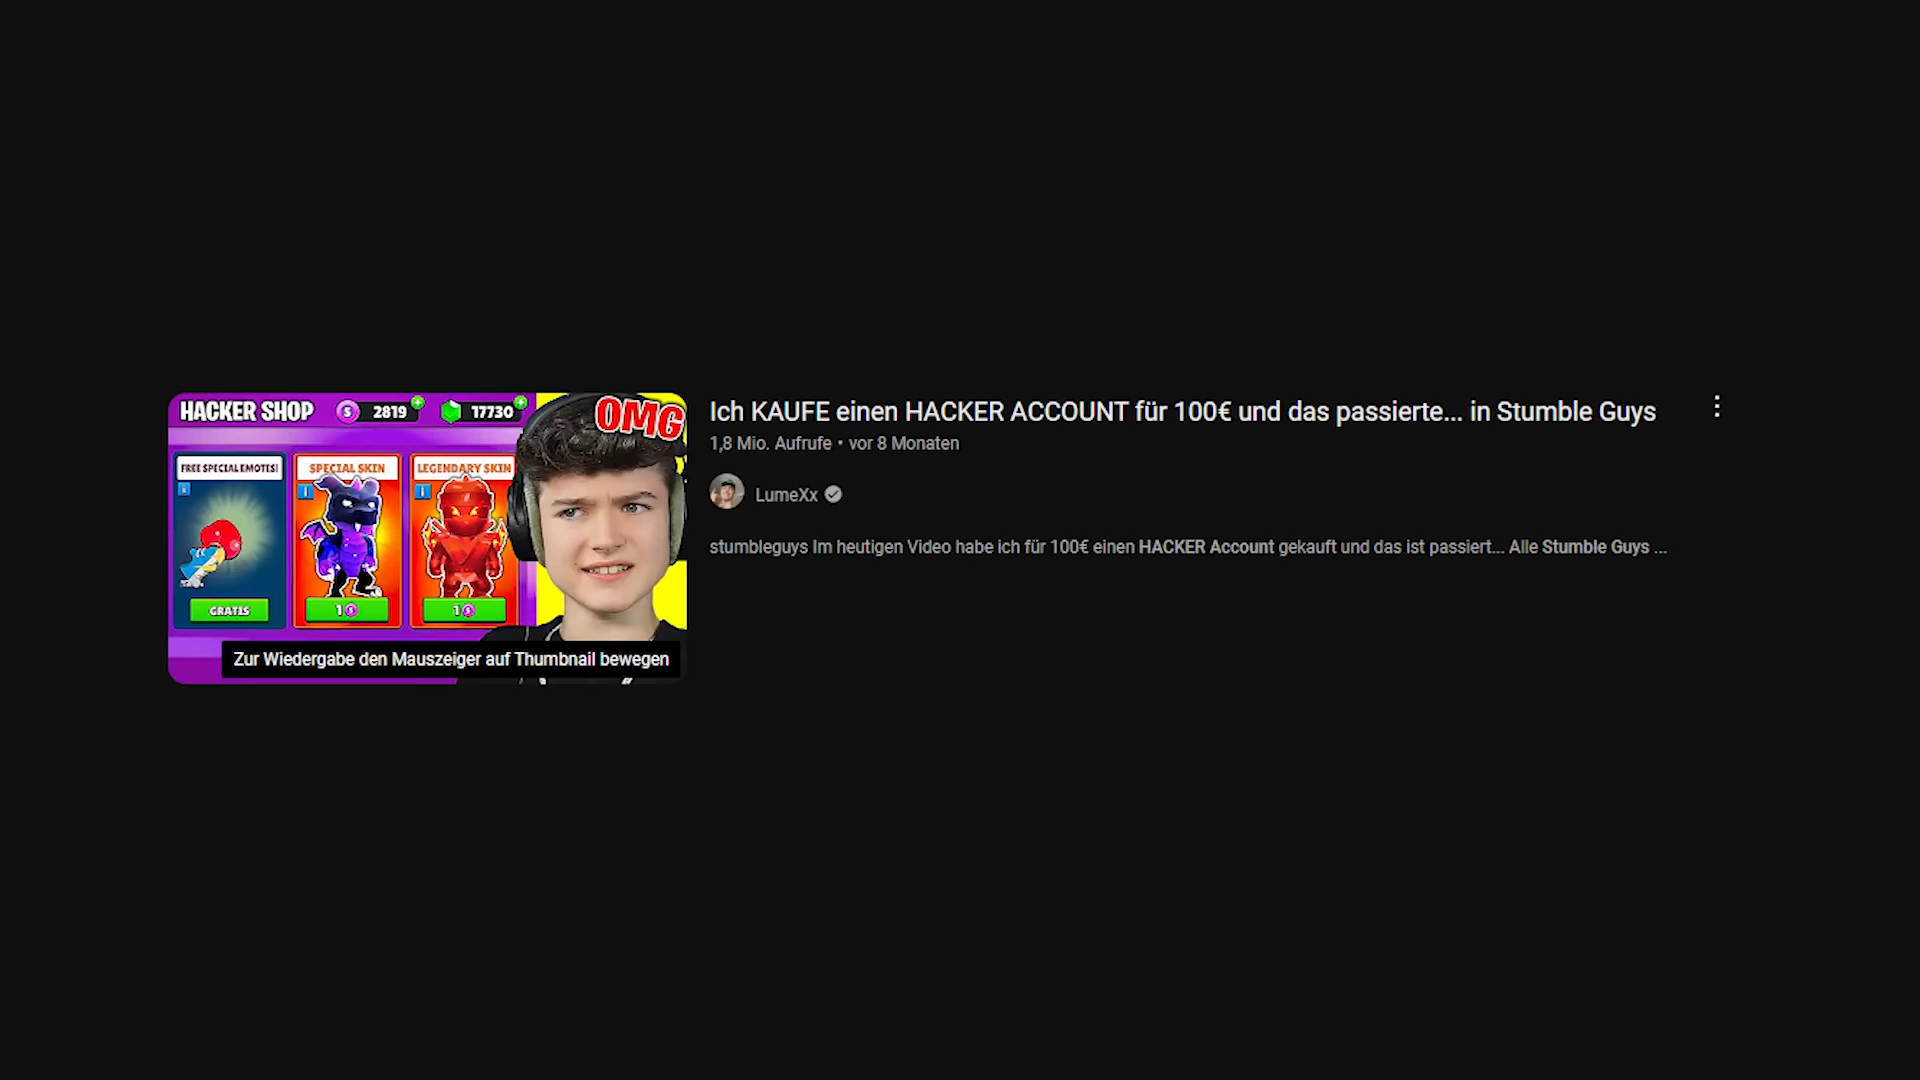 HACKER SHOP
2819
17730
OMG
FREE SPECIAL EMOTES!
SPECIAL SKIN
LEGENDARY SKIN
GRATIS
1
1
Zur Wiedergabe den Mauszeiger auf Thumbnail bewegen
Ich KAUFE einen HACKER ACCOUNT für 100€ und das passierte... in Stumble Guys
1,8 Mio. Aufrufe • vor 8 Monaten
LumeXx
stumbleguys Im heutigen Video habe ich für 100€ einen HACKER Account gekauft und das ist passiert... Alle Stumble Guys ...